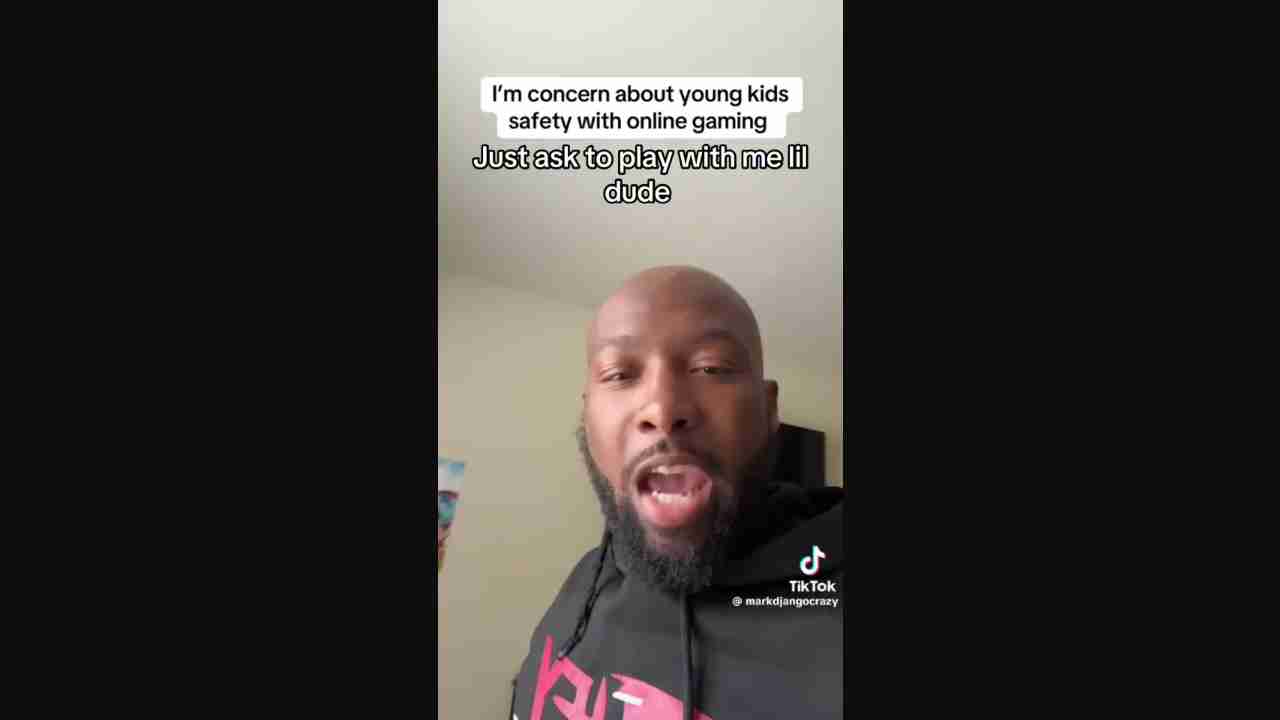 I'm concern about young kids
safety with online gaming
Just ask to play with me lil
dude
TikTok
@ markdjangocrazy